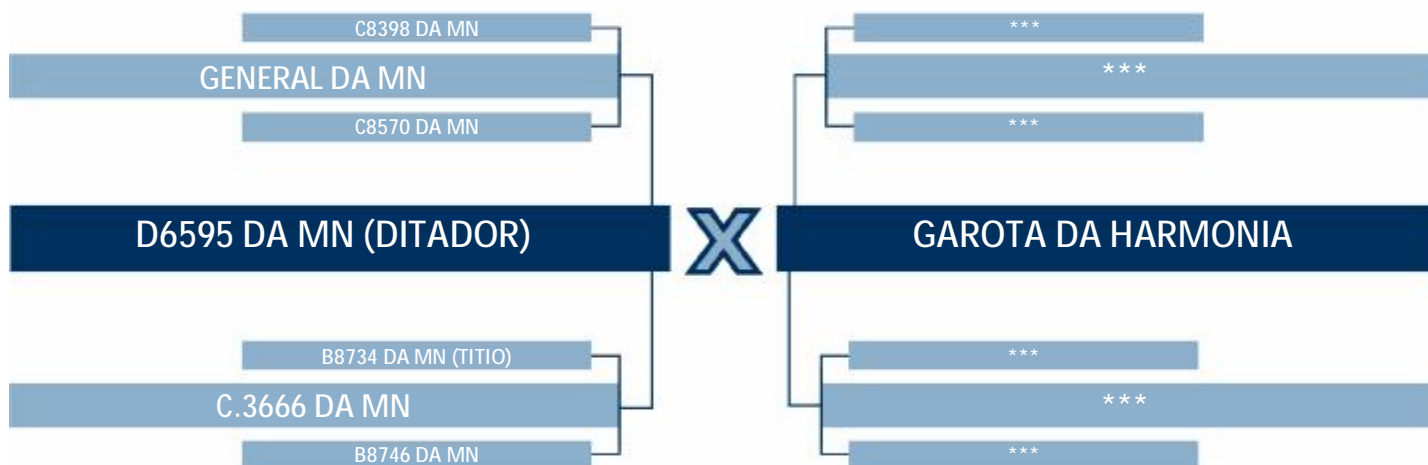 C8398 DA MN
***
GENERAL DA MN
***
C8570 DA MN
***
D6595 DA MN (DITADOR)
X
GAROTA DA HARMONIA
B8734 DA MN (TITIO)
***
C.3666 DA MN
***
B8746 DA MN
***